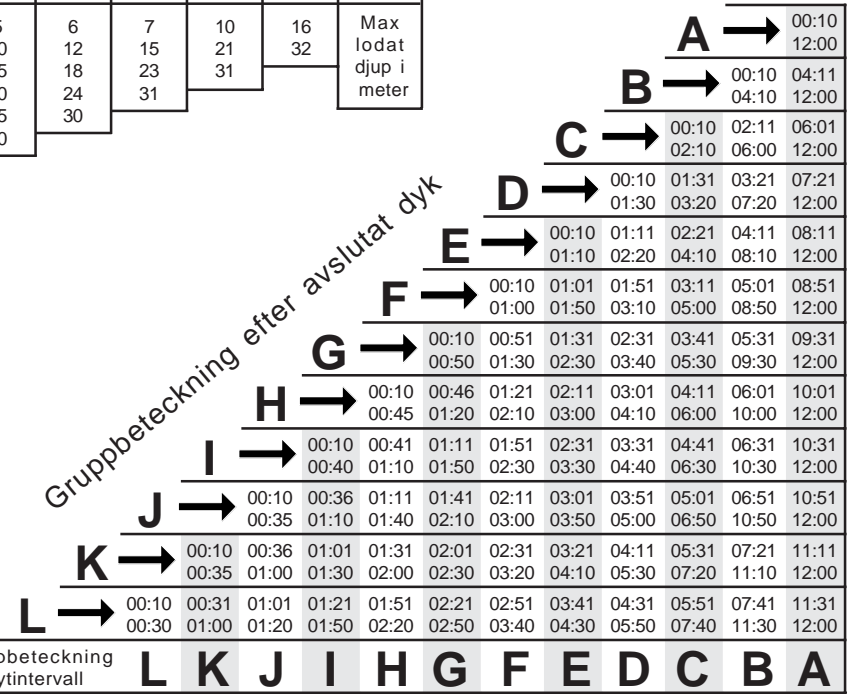 6 7 10 16 Max
12 15 21 32 lodat
18 23 31 djup i
24 31 meter
30
Gruppbeteckning efter avslutat dyk
A 00:10
12:00
B 00:10 04:11
04:10 12:00
C 00:10 02:11 06:01
02:10 06:00 12:00
D 00:10 01:31 03:21 07:21
01:30 03:20 07:20 12:00
E 00:10 01:11 02:21 04:11 08:11
01:10 02:20 04:10 08:10 12:00
F 00:10 01:01 01:51 03:11 05:01 08:51
01:00 01:50 03:10 05:00 08:50 12:00
G 00:10 00:51 01:31 02:31 03:41 05:31 09:31
00:50 01:30 02:30 03:40 05:30 09:30 12:00
H 00:10 00:46 01:21 02:11 03:01 04:11 06:01 10:01
00:45 01:20 02:10 03:00 04:10 06:00 10:00 12:00
I 00:10 00:41 01:11 01:51 02:31 03:31 04:41 06:31 10:31
00:40 01:10 01:50 02:30 03:30 04:40 06:30 10:30 12:00
J 00:10 00:36 01:11 01:41 02:11 03:01 03:51 05:01 06:51 10:51
00:35 01:10 01:40 02:10 03:00 03:50 05:00 06:50 10:50 12:00
K 00:10 00:36 01:01 01:31 02:01 02:31 03:21 04:11 05:31 07:21 11:11
00:35 01:00 01:30 02:00 02:30 03:20 04:10 05:30 07:20 11:10 12:00
L 00:10 00:31 01:01 01:21 01:51 02:21 02:51 03:41 04:31 05:51 07:41 11:31
00:30 01:00 01:20 01:50 02:20 02:50 03:40 04:30 05:50 07:40 11:30 12:00
beteckning
ytintervall
L K J I H G F E D C B A